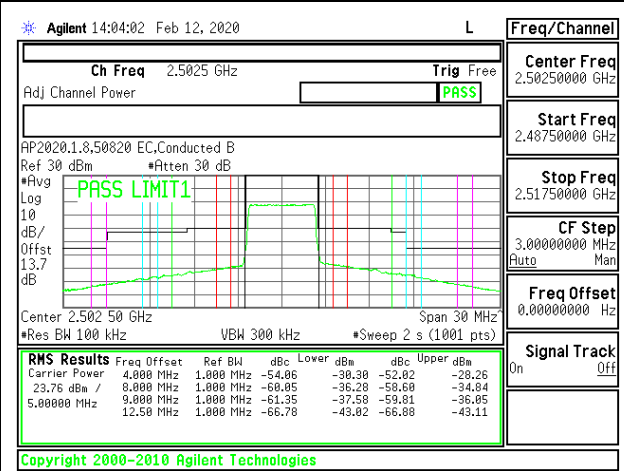 Agilent 14:04:02 Feb 12, 2020 L
Freq/Channel
Ch Freq 2.5025 GHz Trig Free
Adj Channel Power PASS
AP2020.1.8,50820 EC,Conducted B
Ref 30 dBm #Atten 30 dB
#Avg
Log
10
dB/
Offst
13.7
dB
PASS LIMIT1
Center 2.502 50 GHz Span 30 MHz^
#Res BW 100 kHz VBW 300 kHz #Sweep 2 s (1001 pts)
RMS Results Freq Offset Ref BW dBc Lower dBm dBc Upper dBm
Carrier Power 4.000 MHz 1.000 MHz -54.06 -30.30 -52.02 -28.26
23.76 dBm / 8.000 MHz 1.000 MHz -60.05 -36.28 -58.60 -34.84
5.00000 MHz 9.000 MHz 1.000 MHz -61.35 -37.58 -59.81 -36.05
12.50 MHz 1.000 MHz -66.78 -43.02 -66.88 -43.11
Center Freq
2.50250000 GHz
Start Freq
2.48750000 GHz
Stop Freq
2.51750000 GHz
CF Step
3.00000000 MHz
Auto Man
Freq Offset
0.00000000 Hz
Signal Track
On Off
Copyright 2000-2010 Agilent Technologies